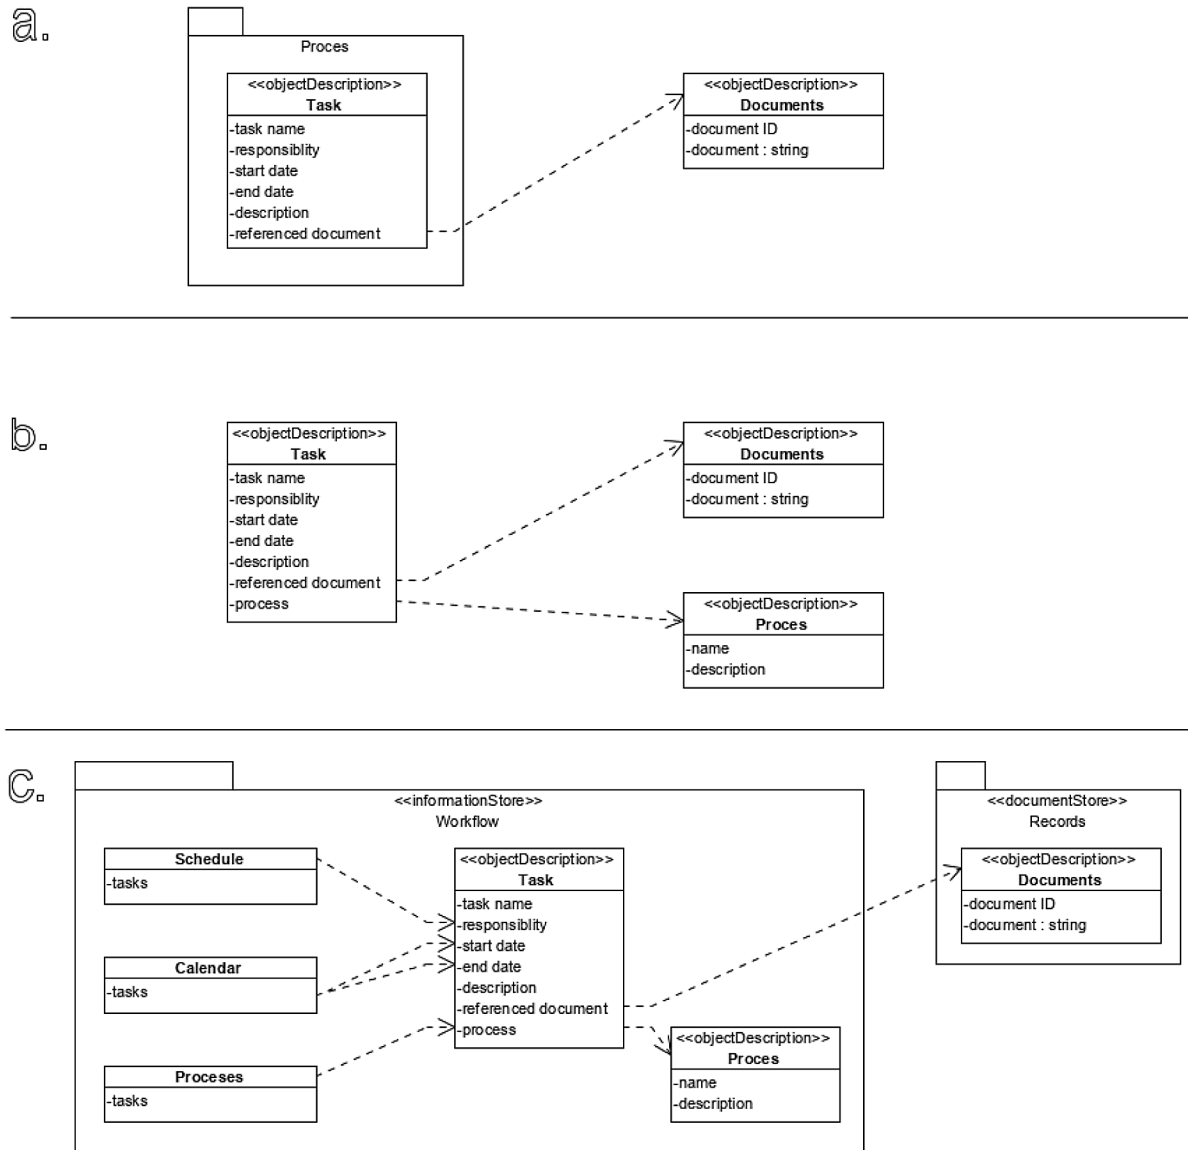 a.
Proces
<<objectDescription>>
Task
-task name
-responsiblity
-start date
-end date
-description
-referenced document
<<objectDescription>>
Documents
-document ID
-document : string
b.
<<objectDescription>>
Task
-task name
-responsiblity
-start date
-end date
-description
-referenced document
-process
<<objectDescription>>
Documents
-document ID
-document : string
<<objectDescription>>
Proces
-name
-description
c.
<<informationStore>>
Workflow
Schedule
-tasks
Calendar
-tasks
Proceses
-tasks
<<objectDescription>>
Task
-task name
-responsiblity
-start date
-end date
-description
-referenced document
-process
<<objectDescription>>
Proces
-name
-description
<<documentStore>>
Records
<<objectDescription>>
Documents
-document ID
-document : string